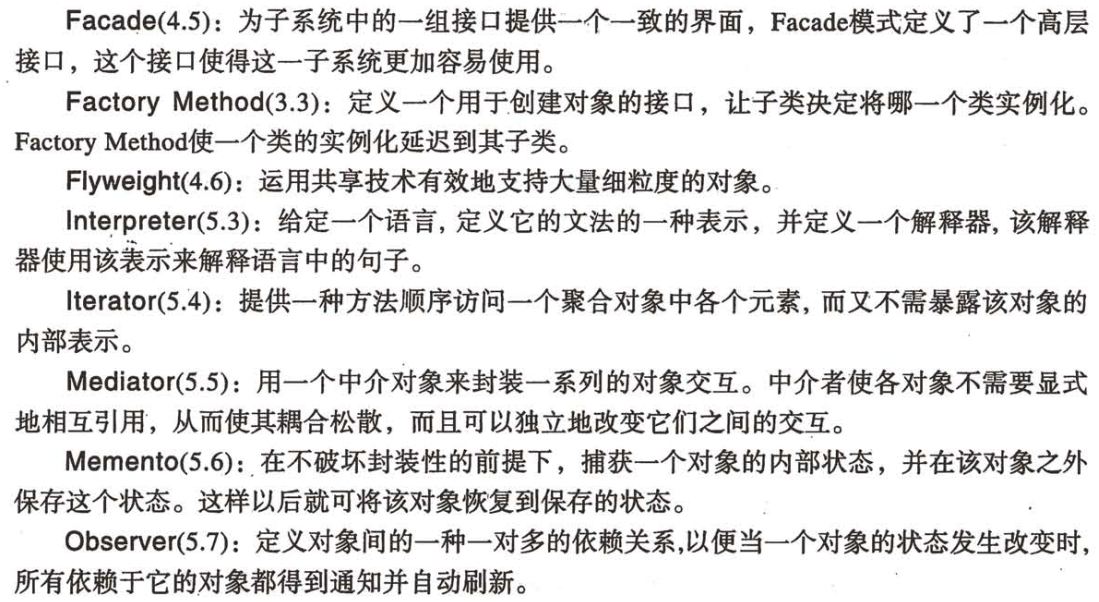 Facade(4.5)：为子系统中的一组接口提供一个一致的界面，Facade模式定义了一个高层
接口，这个接口使得这一子系统更加容易使用。
Factory Method(3.3)：定义一个用于创建对象的接口，让子类决定将哪一个类实例化。
Factory Method使一个类的实例化延迟到其子类。
Flyweight(4.6)：运用共享技术有效地支持大量细粒度的对象。
Interpreter(5.3)：给定一个语言, 定义它的文法的一种表示，并定义一个解释器, 该解释
器使用该表示来解释语言中的句子。
Iterator(5.4)：提供一种方法顺序访问一个聚合对象中各个元素, 而又不需暴露该对象的
内部表示。
Mediator(5.5)：用一个中介对象来封装一系列的对象交互。中介者使各对象不需要显式
地相互引用，从而使其耦合松散，而且可以独立地改变它们之间的交互。
Memento(5.6)：在不破坏封装性的前提下，捕获一个对象的内部状态，并在该对象之外
保存这个状态。这样以后就可将该对象恢复到保存的状态。
Observer(5.7)：定义对象间的一种一对多的依赖关系,以便当一个对象的状态发生改变时,
所有依赖于它的对象都得到通知并自动刷新。